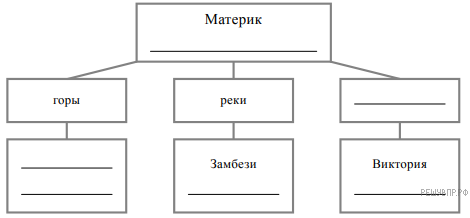 Материк
горы
реки
Замбези
Виктория
РЕШУВПР.РФ